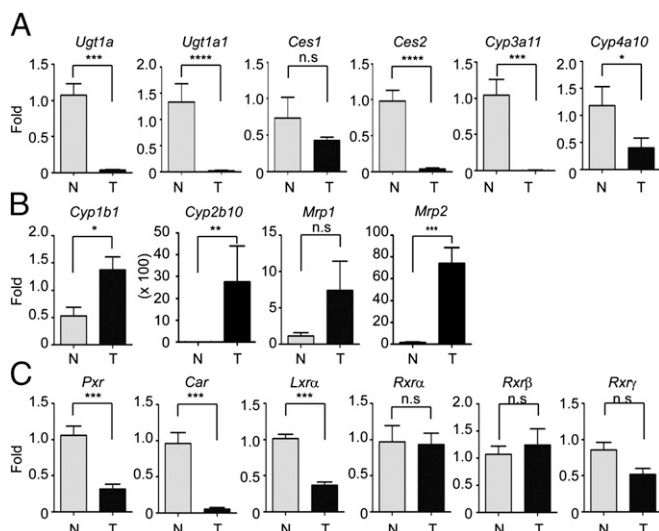 A
Ugt1a Ugt1a1 Ces1 Ces2 Cyp3a11 Cyp4a10
*** **** n.s **** *** *
Fold
1.5 2.0 1.5 1.5 1.5 2.0
1.5
1.0 1.0 1.0 1.0 1.5
1.0 1.0
0.5 0.5 0.5 0.5 0.5 0.5
0 0 0 0 0 0
N T N T N T N T N T N T
B
Cyp1b1 Cyp2b10 Mrp1 Mrp2
* ** n.s ***
Fold
(x 100)
2.0 50 15 100
1.5 40 80
30 10 60
1.0 20 40
0.5 10 5 20
0 0 0 0
N T N T N T N T
C
Pxr Car Lxrα Rxrα Rxrβ Rxrγ
*** *** *** n.s n.s n.s
Fold
1.5 1.5 1.5 1.5 2.0 1.5
1.5
1.0 1.0 1.0 1.0 1.0 1.0
0.5 0.5 0.5 0.5 0.5 0.5
0 0 0 0 0 0
N T N T N T N T N T N T